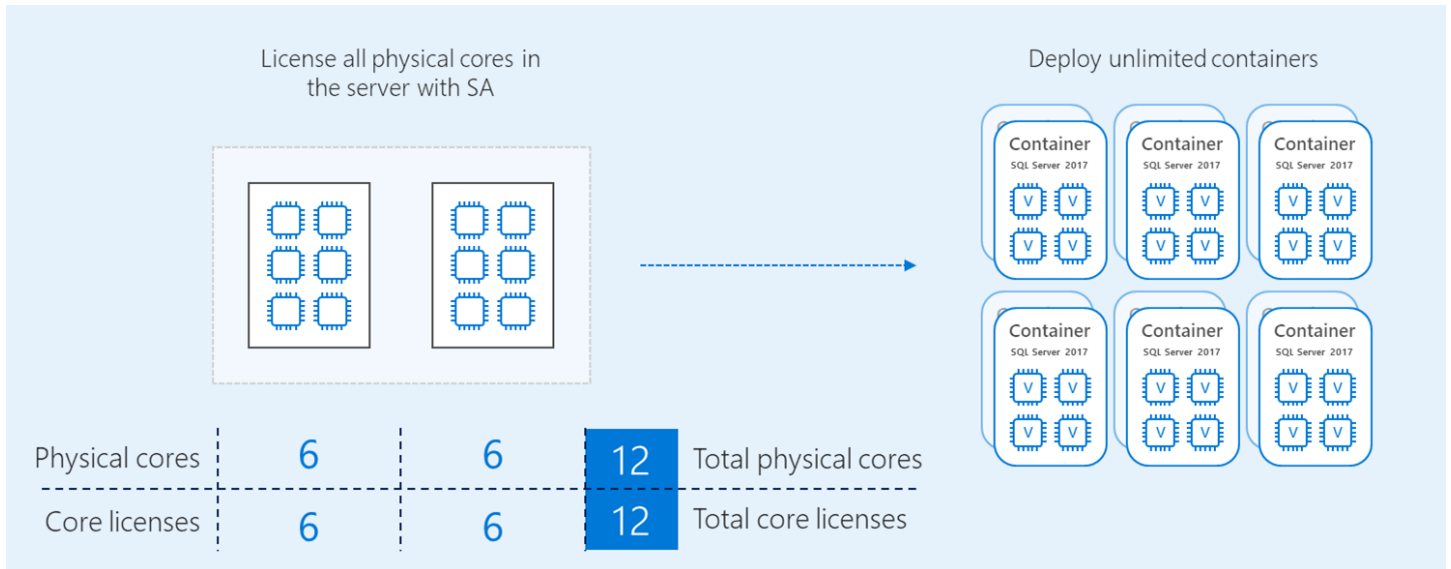 License all physical cores in
the server with SA
Deploy unlimited containers
Container
SQL Server 2017
V V
V V
Container
SQL Server 2017
V V
V V
Container
SQL Server 2017
V V
V V
Container
SQL Server 2017
V V
V V
Container
SQL Server 2017
V V
V V
Container
SQL Server 2017
V V
V V
Physical cores 6 6 12 Total physical cores
Core licenses 6 6 12 Total core licenses